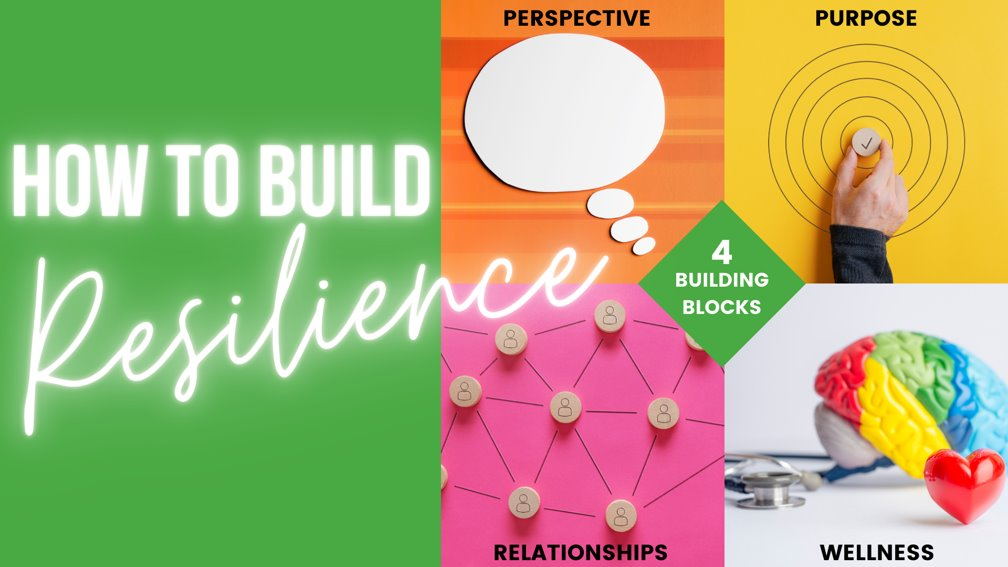 HOW TO BUILD
Resilience
PERSPECTIVE
PURPOSE
4
BUILDING
BLOCKS
RELATIONSHIPS
WELLNESS